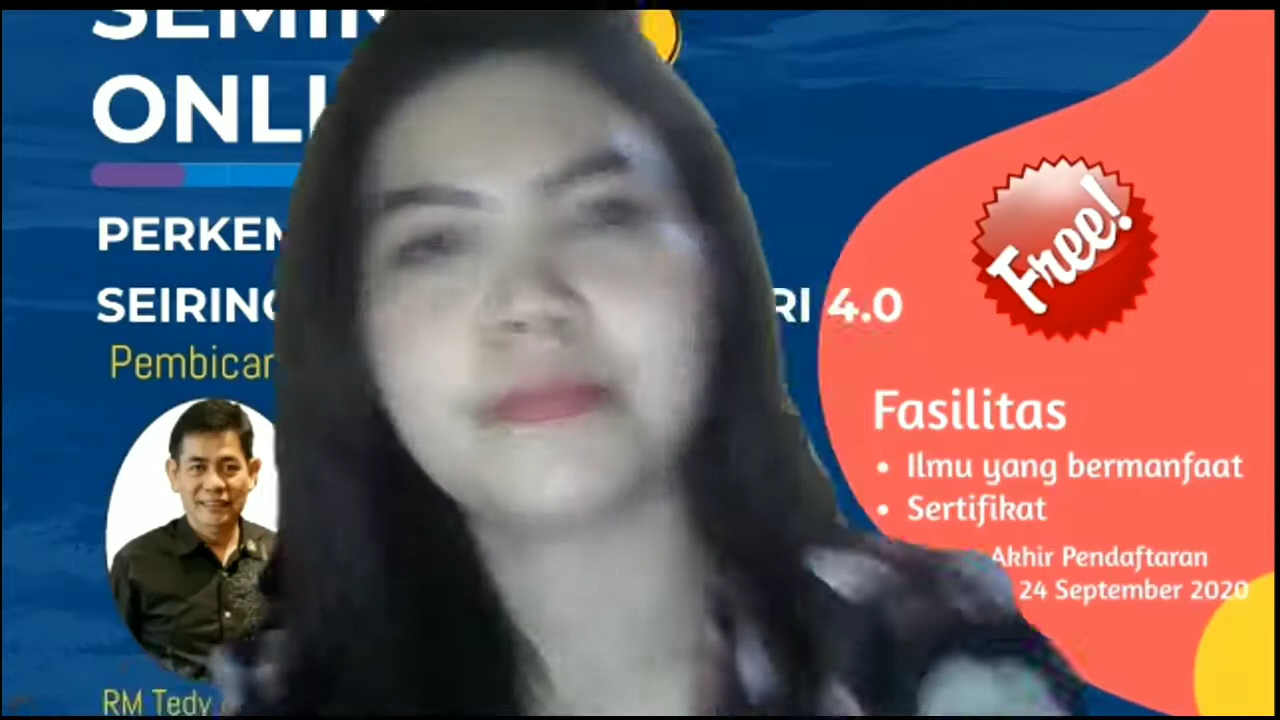 ONLI
PERKEM
SEIRING
RI 4.0
Pembicar
RM Tedy
Free!
Fasilitas
• Ilmu yang bermanfaat
• Sertifikat
Akhir Pendaftaran
24 September 2020